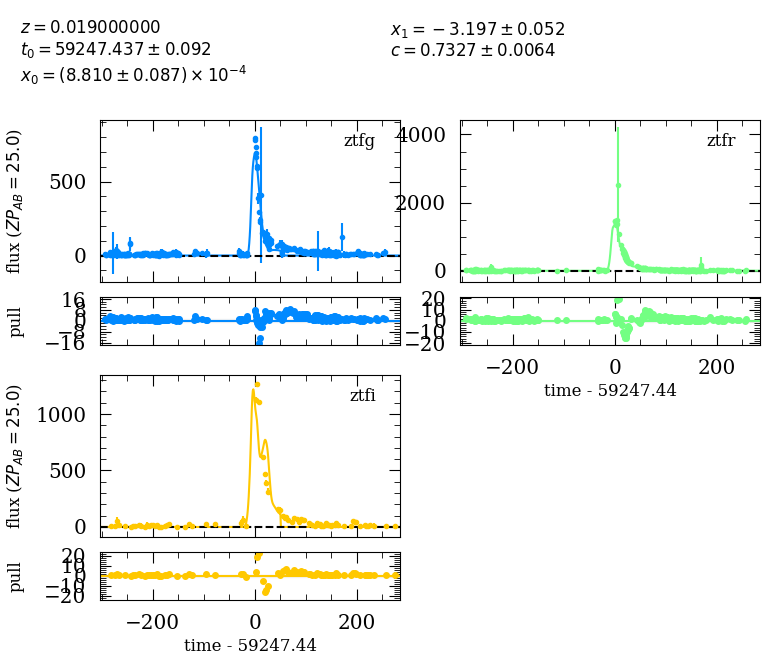 z = 0.019000000
t₀ = 59247.437 ± 0.092
x₀ = (8.810 ± 0.087) × 10⁻⁴
x₁ = −3.197 ± 0.052
c = 0.7327 ± 0.0064
ztfg
flux (ZP_AB = 25.0)
500
0
ztfr
4000
2000
0
pull
16
8
0
−8
−16
20
10
0
−10
−20
−200 0 200
time - 59247.44
ztfi
flux (ZP_AB = 25.0)
1000
500
0
pull
20
10
0
−10
−20
−200 0 200
time - 59247.44